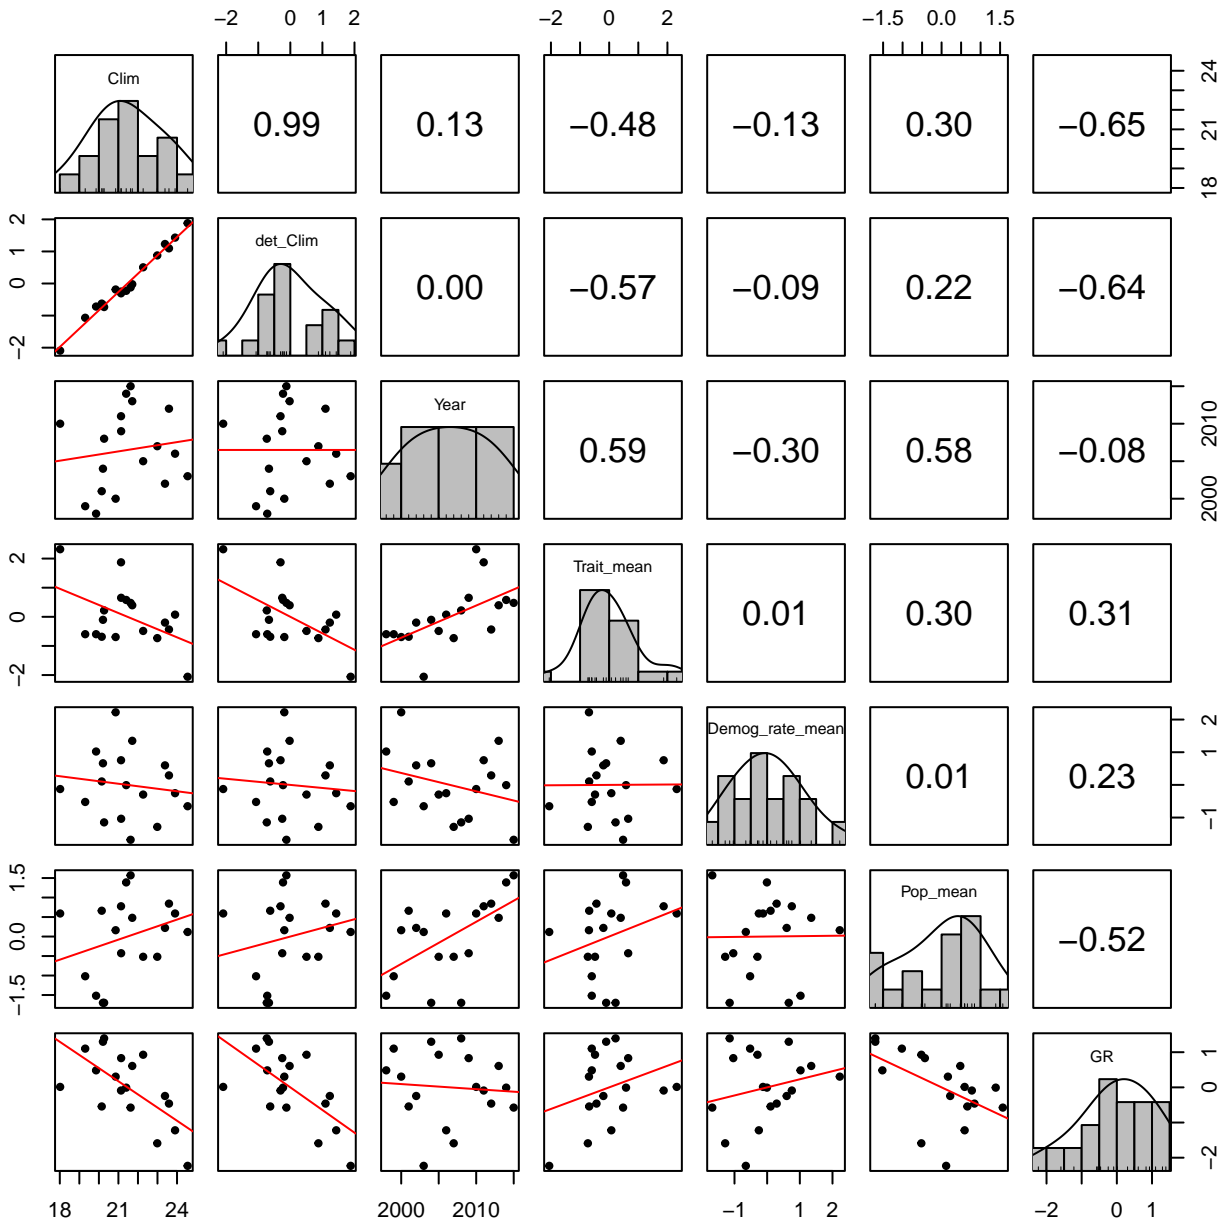 −2 0 1 2 −2 0 2 −1.5 0.0 1.5
Clim
0.99 0.13 −0.48 −0.13 0.30 −0.65
18 21 24
−2 0 1 2
det_Clim
0.00 −0.57 −0.09 0.22 −0.64
Year
0.59 −0.30 0.58 −0.08
2000 2010
−2 0 2
Trait_mean
0.01 0.30 0.31
Demog_rate_mean
0.01 0.23
−1 1 2
−1.5 0.0 1.5
Pop_mean
−0.52
GR
−2 0 1
18 21 24 2000 2010 −1 1 2 −2 0 1